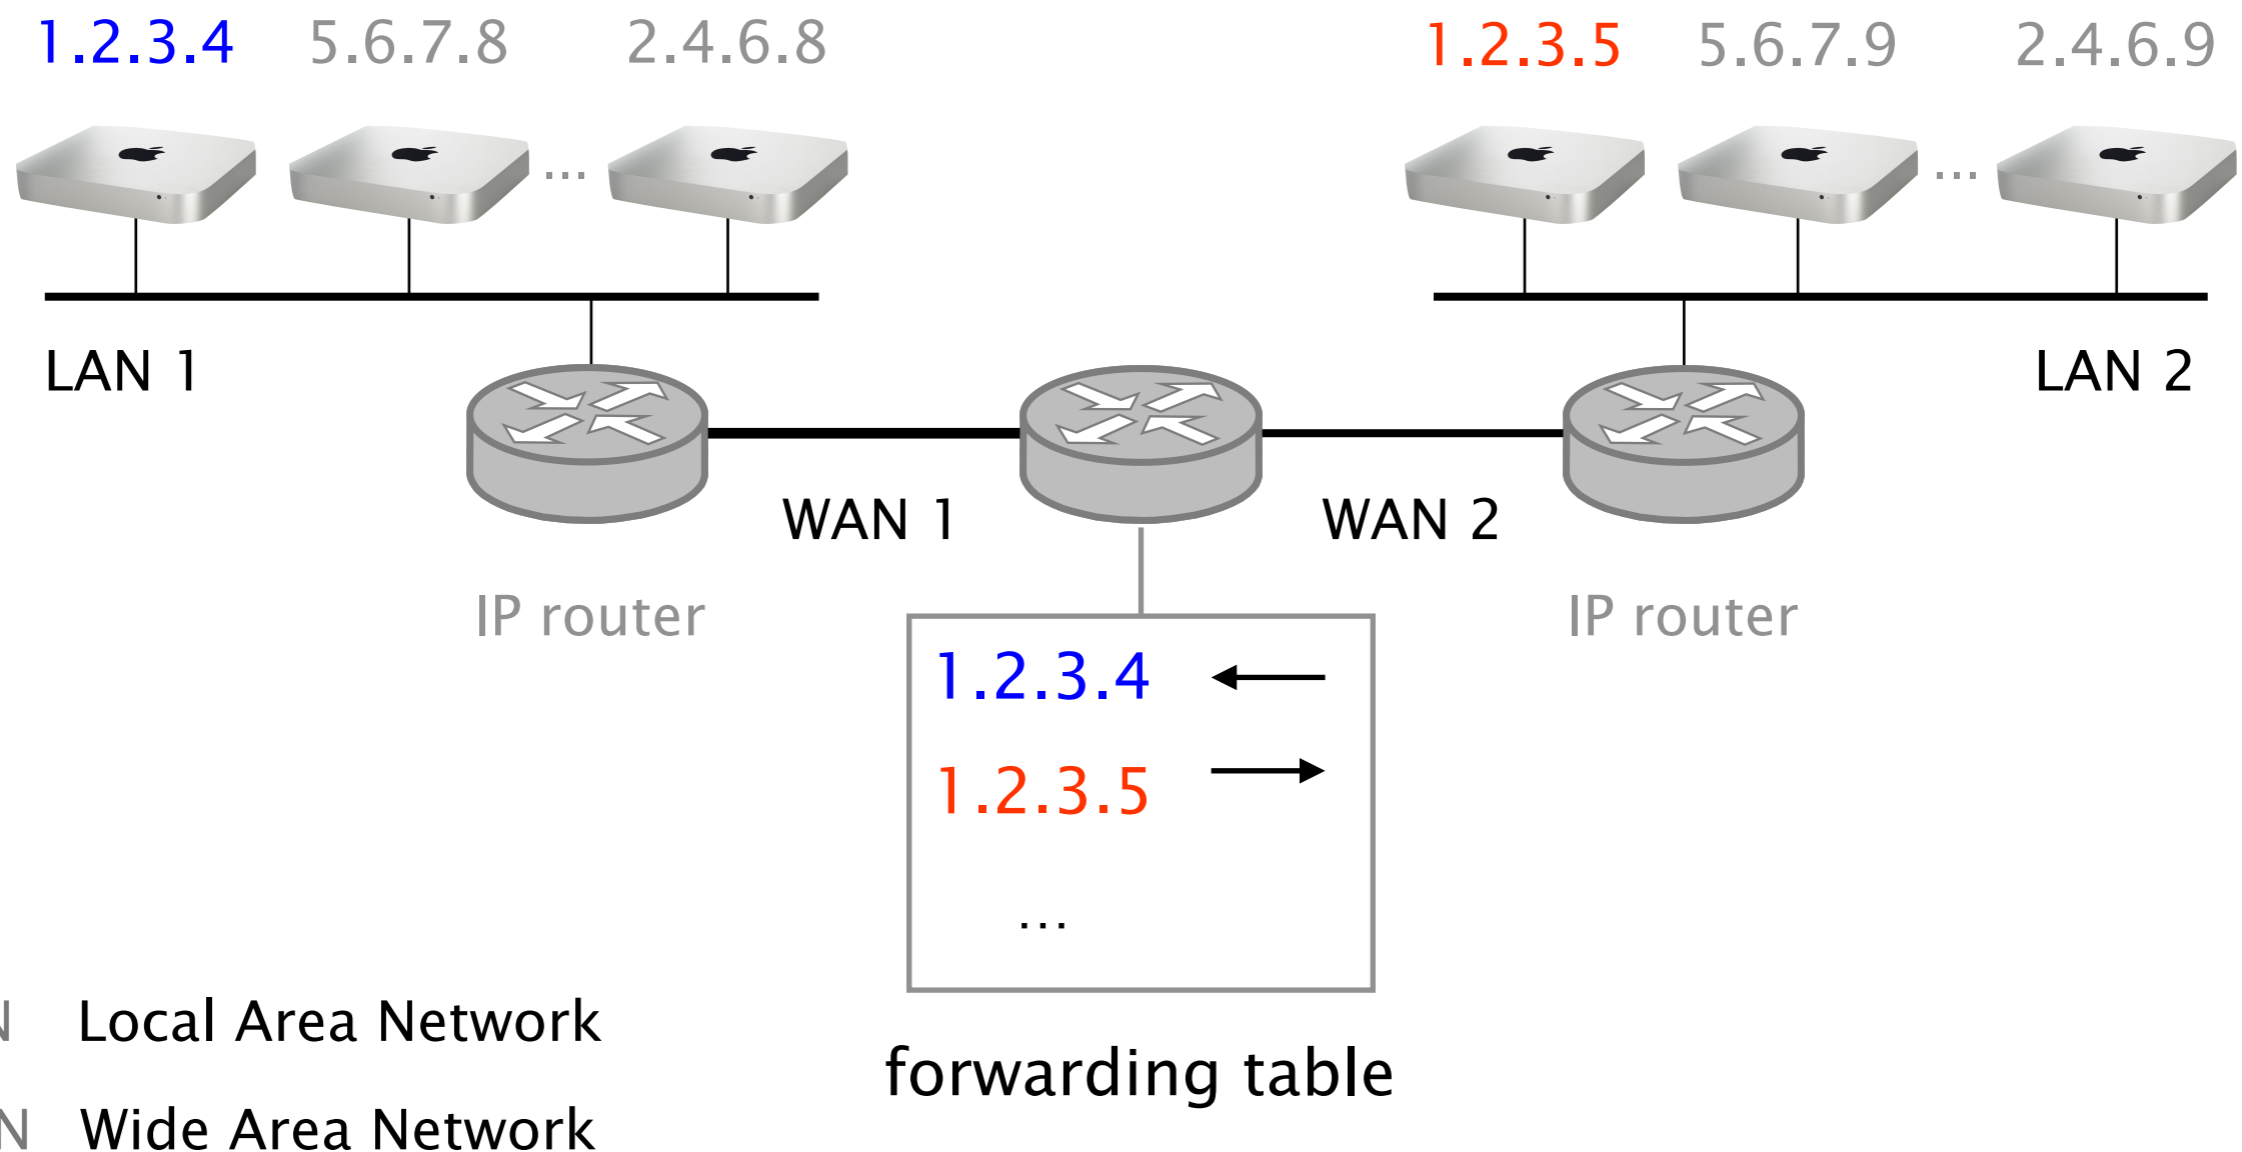 1.2.3.4 5.6.7.8 2.4.6.8 1.2.3.5 5.6.7.9 2.4.6.9
... ...
LAN 1 LAN 2
WAN 1 WAN 2
IP router IP router
1.2.3.4
1.2.3.5
...
forwarding table
N Local Area Network
N Wide Area Network